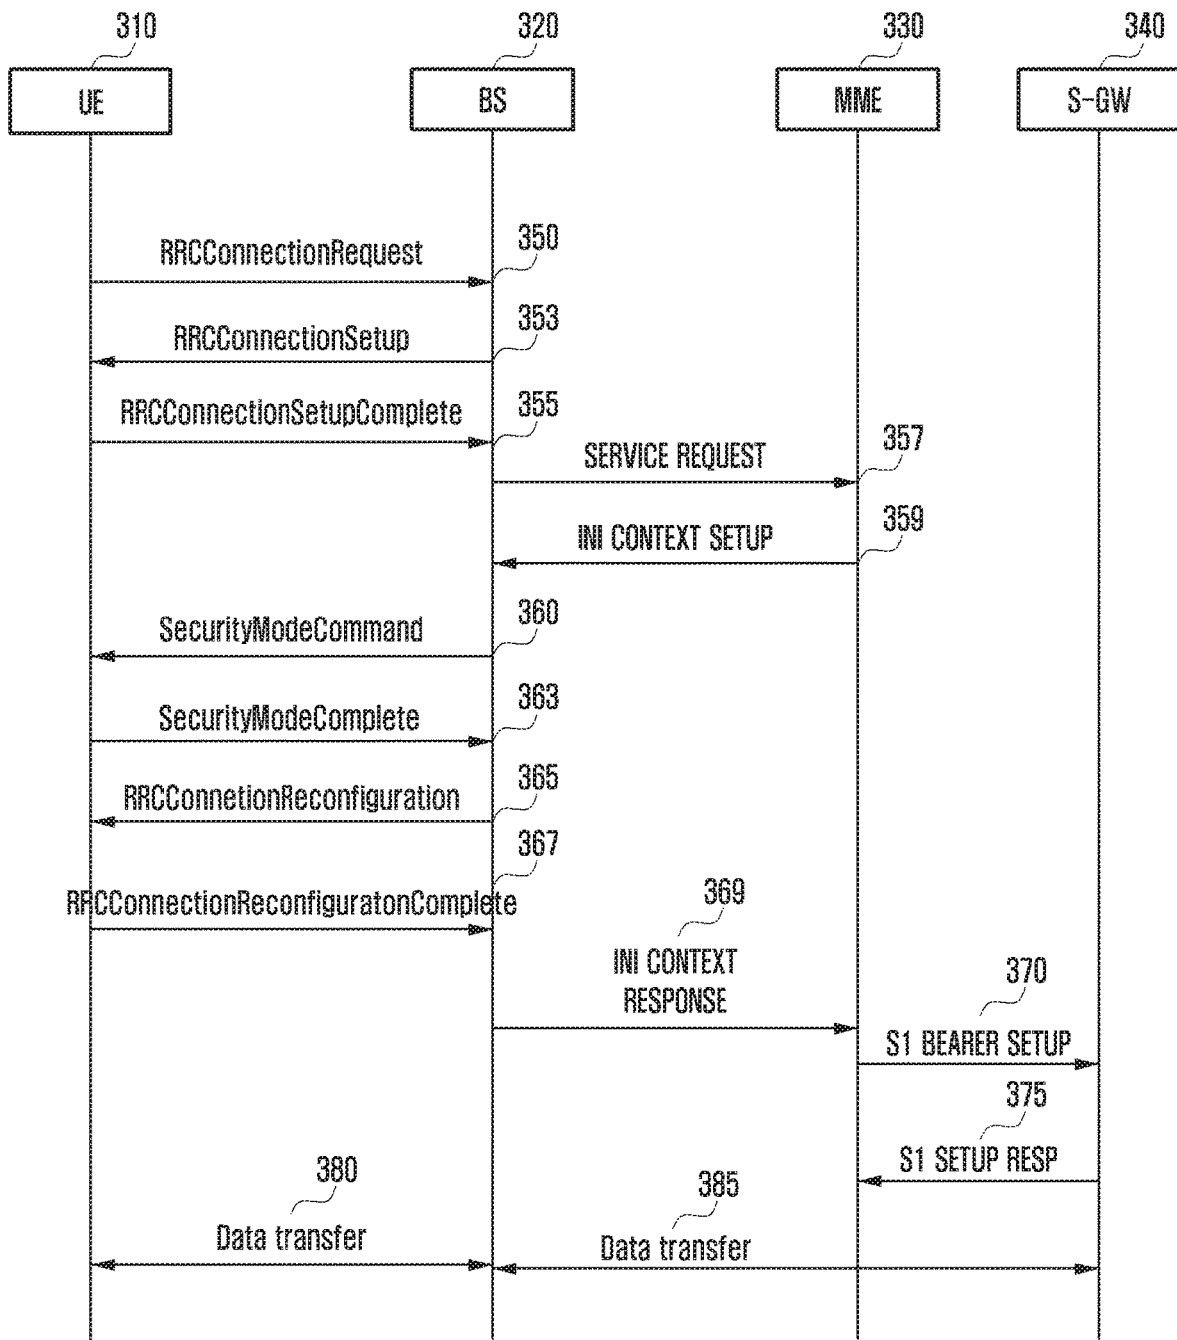 310
320
330
340
UE
BS
MME
S-GW
RRCConnectionRequest
350
RRCConnectionSetup
353
RRCConnectionSetupComplete
355
SERVICE REQUEST
357
INI CONTEXT SETUP
359
SecurityModeCommand
360
SecurityModeComplete
363
RRCConnetionReconfiguration
365
367
RRCConnectionReconfiguratonComplete
369
INI CONTEXT
RESPONSE
370
S1 BEARER SETUP
375
S1 SETUP RESP
380
Data transfer
385
Data transfer